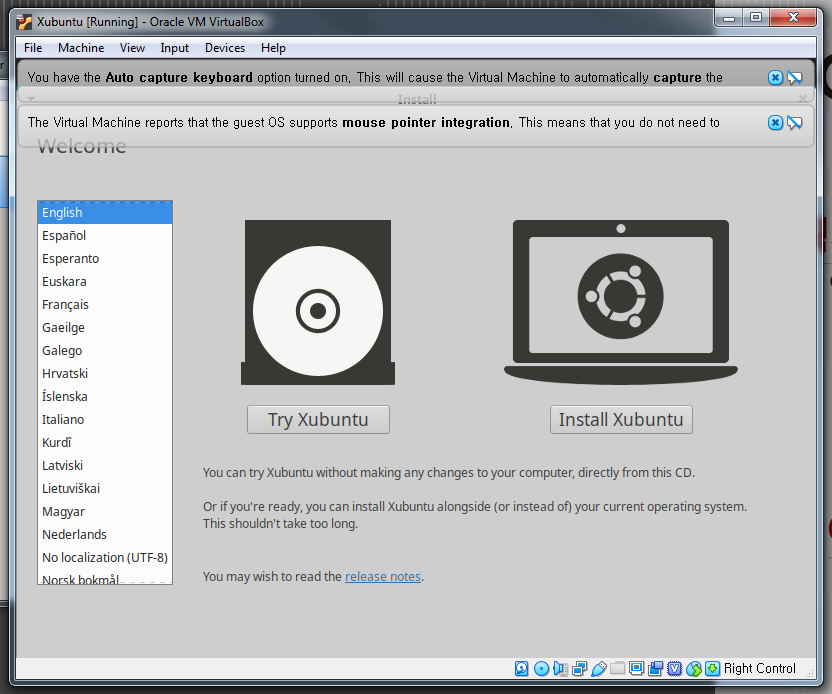 Xubuntu [Running] - Oracle VM VirtualBox
File Machine View Input Devices Help
You have the Auto capture keyboard option turned on. This will cause the Virtual Machine to automatically capture the
Install
The Virtual Machine reports that the guest OS supports mouse pointer integration. This means that you do not need to
Welcome
English
Español
Esperanto
Euskara
Français
Gaeilge
Galego
Hrvatski
Íslenska
Italiano
Kurdî
Latviski
Lietuviškai
Magyar
Nederlands
No localization (UTF-8)
Norsk bokmål
Try Xubuntu
Install Xubuntu
You can try Xubuntu without making any changes to your computer, directly from this CD.
Or if you're ready, you can install Xubuntu alongside (or instead of) your current operating system.
This shouldn't take too long.
You may wish to read the release notes.
Right Control